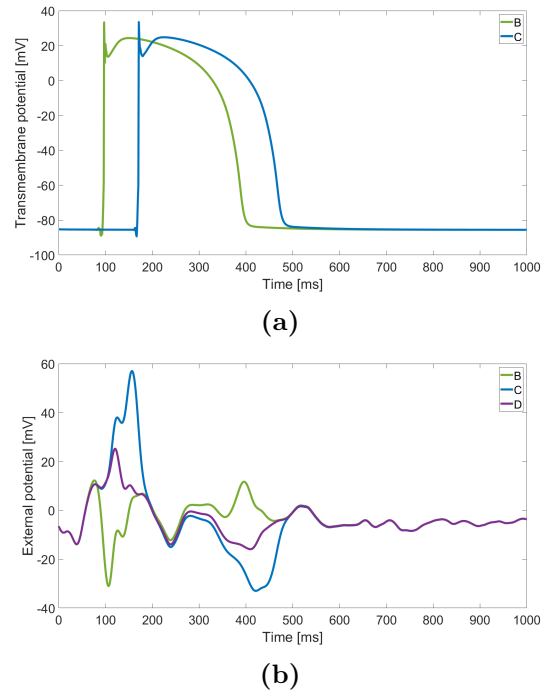 40
20
0
-20
-40
-60
-80
-100
Transmembrane potential [mV]
B
C
0 100 200 300 400 500 600 700 800 900 1000
Time [ms]
(a)
60
40
20
0
-20
-40
External potential [mV]
B
C
D
0 100 200 300 400 500 600 700 800 900 1000
Time [ms]
(b)